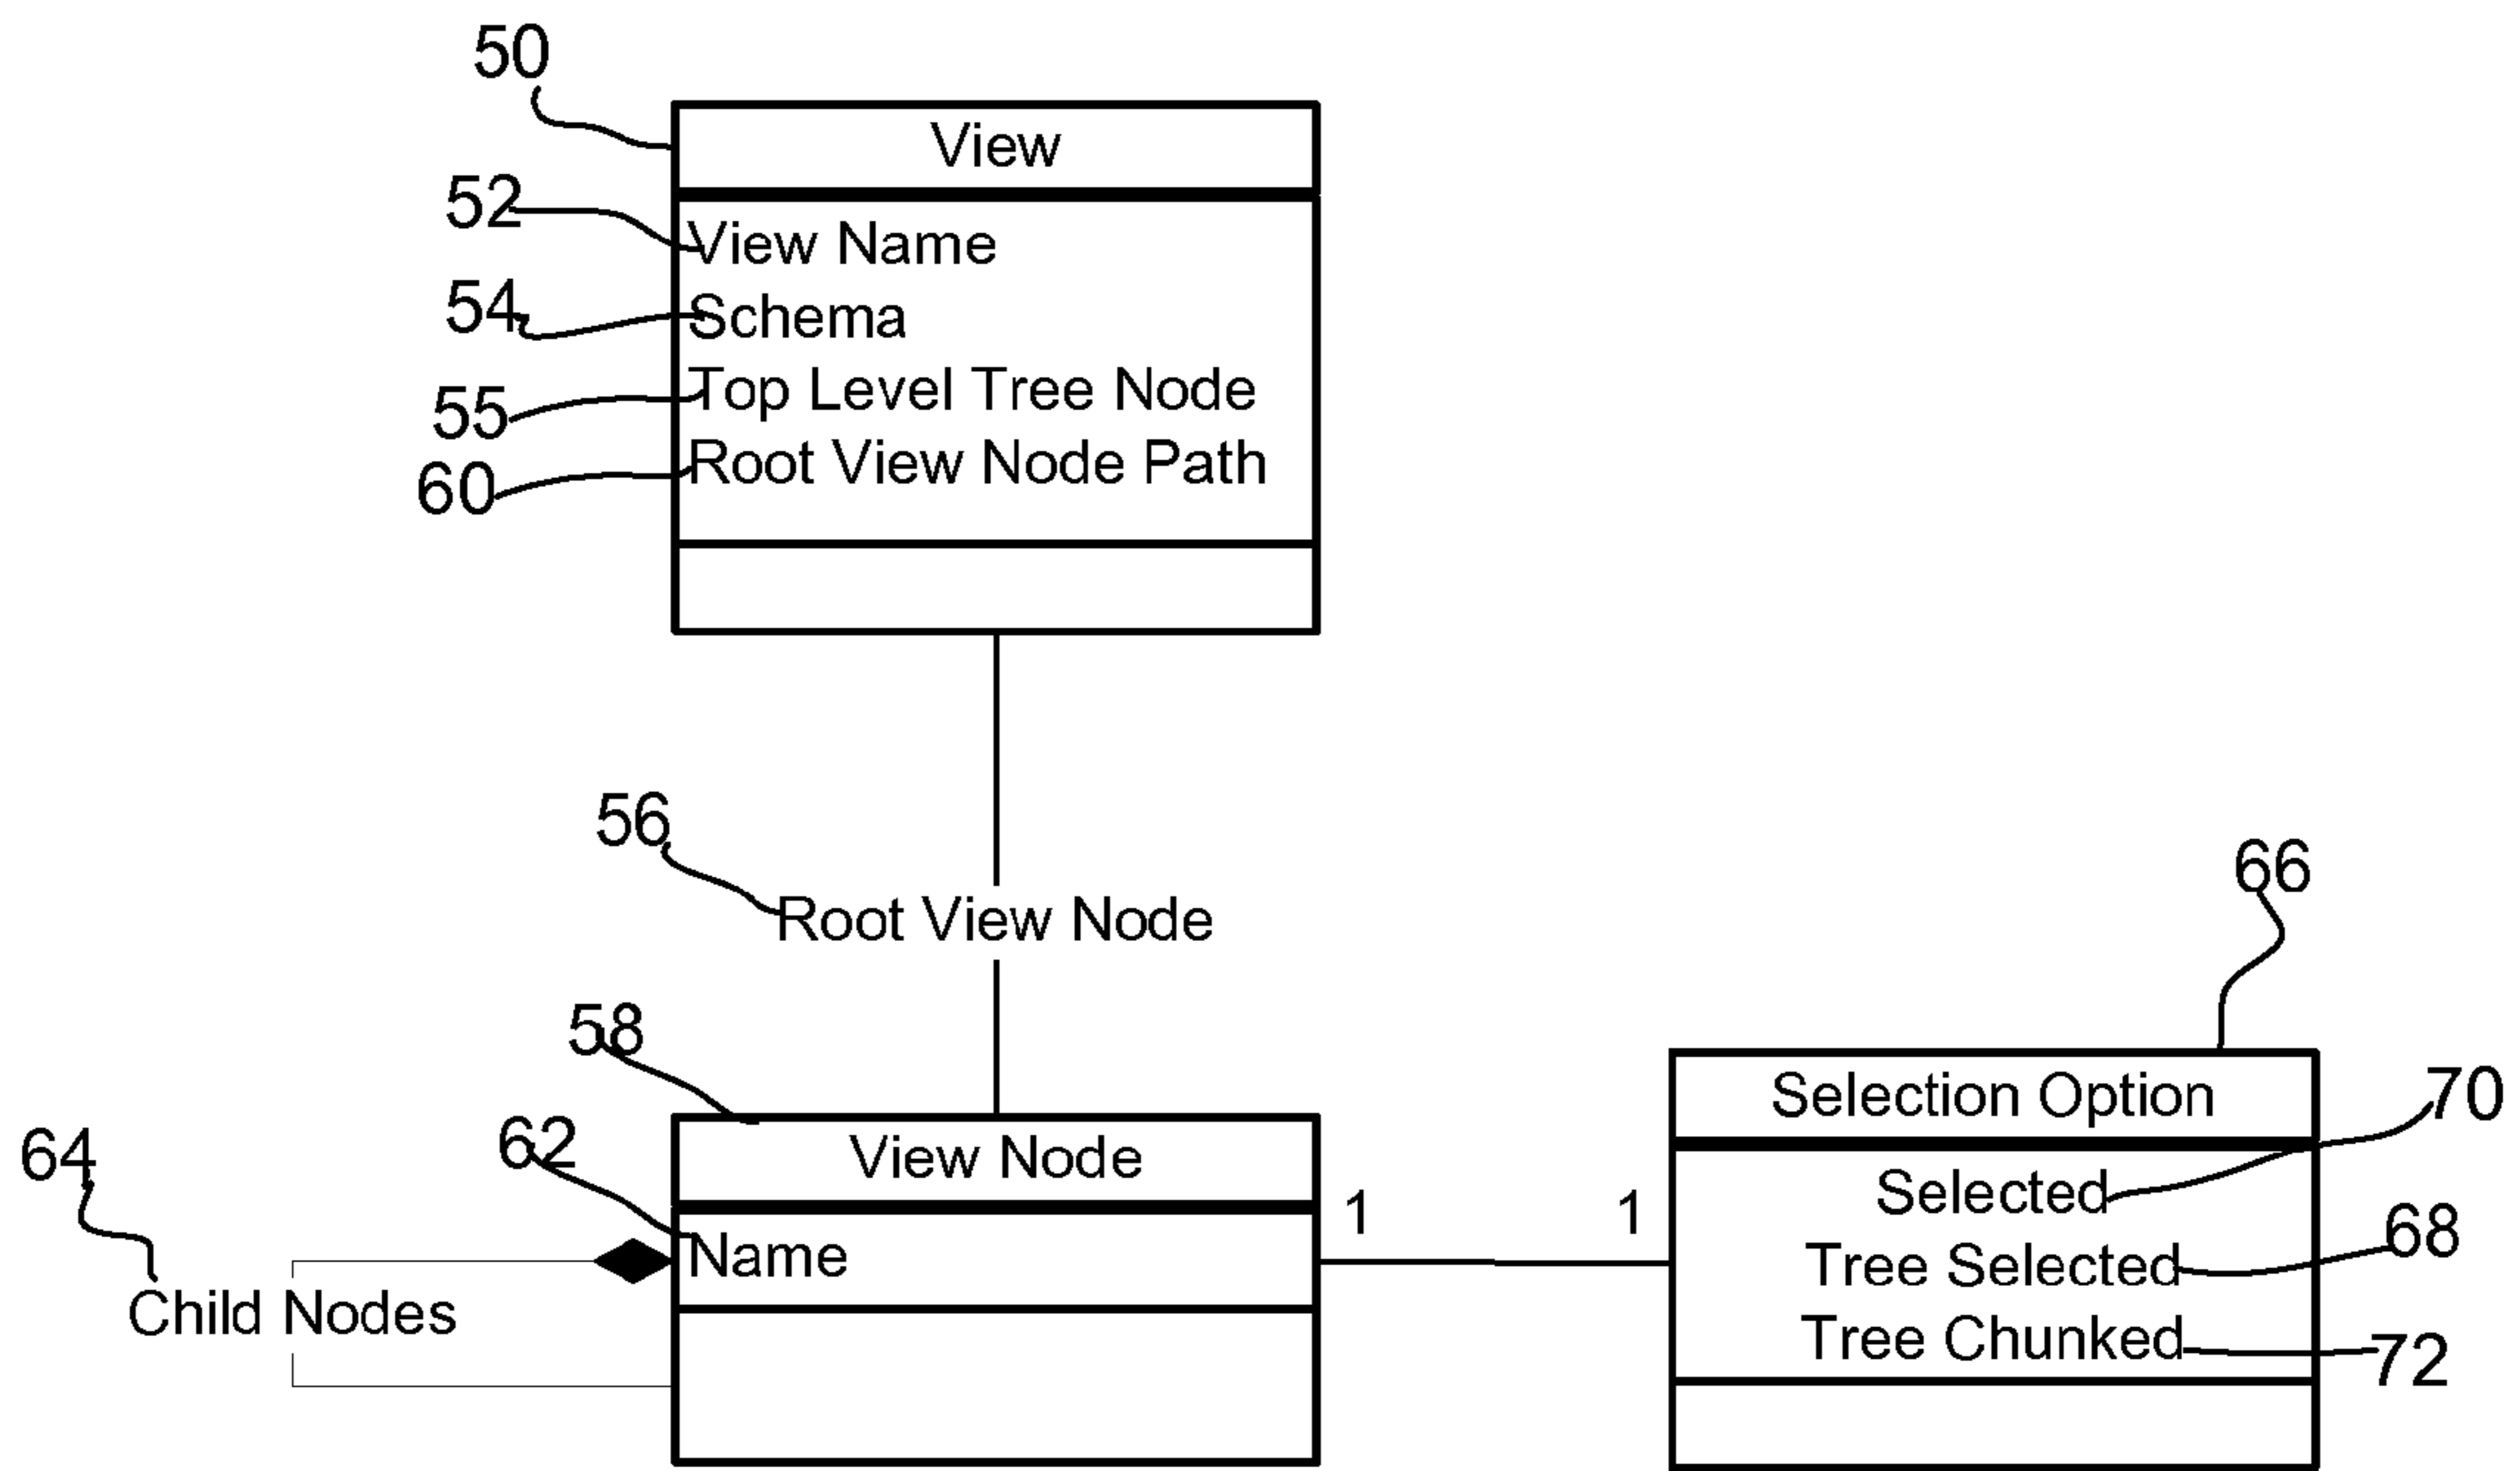 50
View
52
View Name
54
Schema
55
Top Level Tree Node
60
Root View Node Path
56
Root View Node
66
58
Selection Option
70
64
62
View Node
Selected
1
1
68
Name
Tree Selected
Child Nodes
Tree Chunked
72